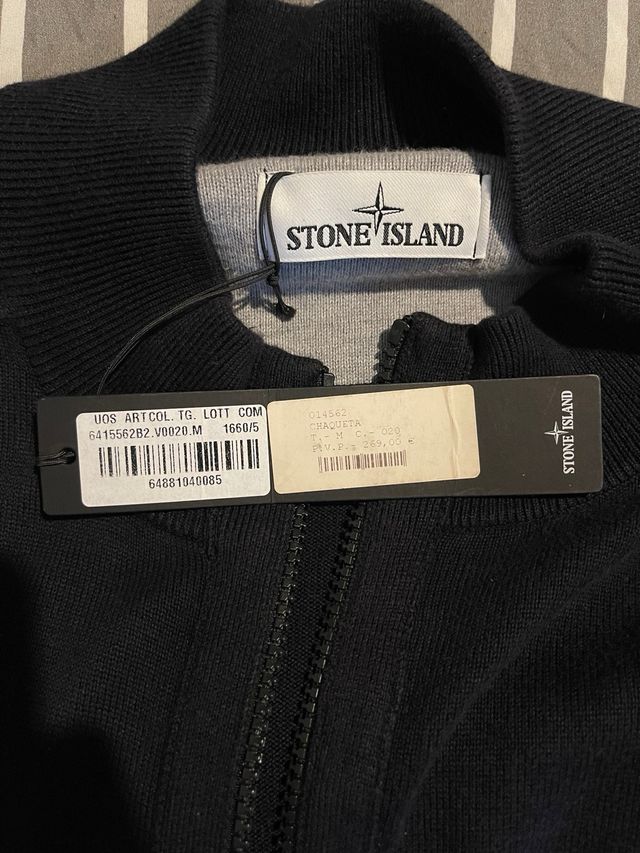 STONE ISLAND
UOS ARTCOL. TG. LOTT COM
6415562B2.V0020.M 1660/5
64881040085
014562
CHAQUETA
T.- M C.- 020
P.V.P.- 269,00 €
STONE ISLAND